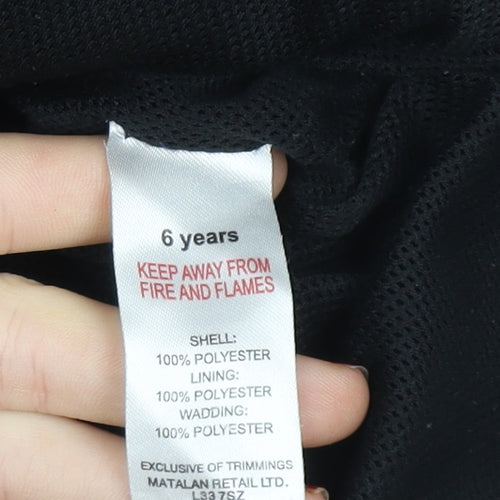 6 years
KEEP AWAY FROM
FIRE AND FLAMES
SHELL:
100% POLYESTER
LINING:
100% POLYESTER
WADDING:
100% POLYESTER
EXCLUSIVE OF TRIMMINGS
MATALAN RETAIL LTD.
L33 7SZ